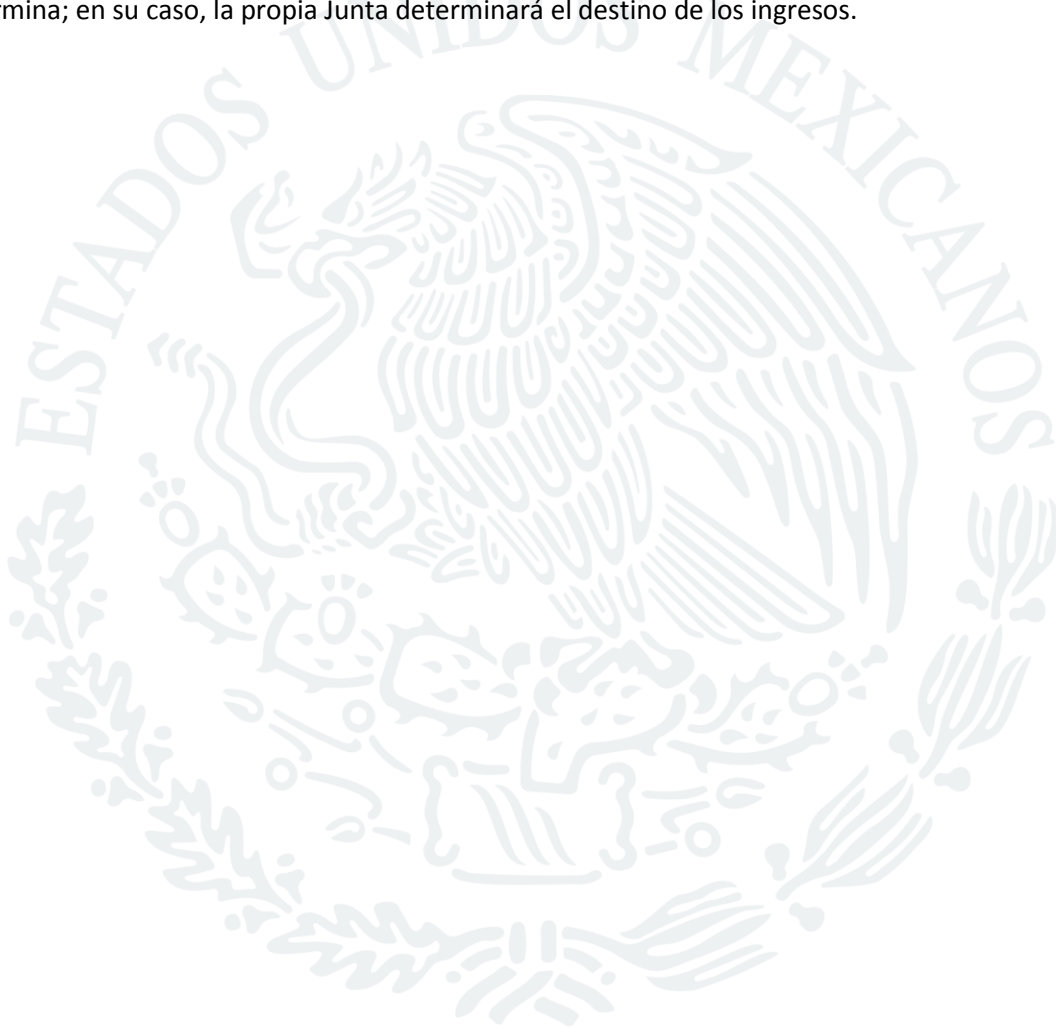 rmina; en su caso, la propia Junta determinará el destino de los ingresos.
ESTADOS UNIDOS MEXICANOS